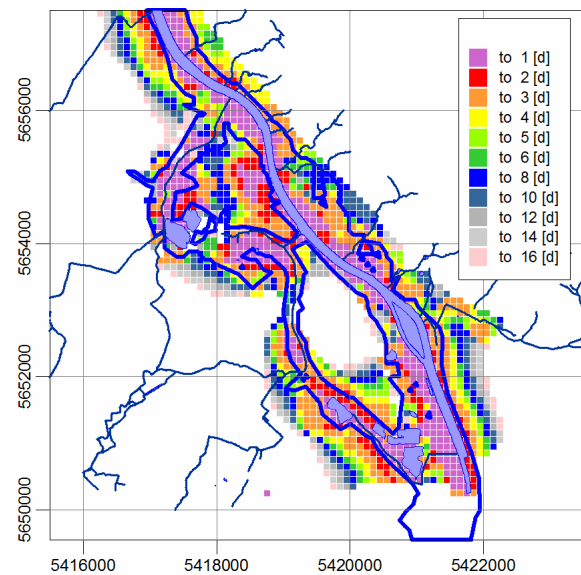 to 1 [d]
to 2 [d]
to 3 [d]
to 4 [d]
to 5 [d]
to 6 [d]
to 8 [d]
to 10 [d]
to 12 [d]
to 14 [d]
to 16 [d]
5656000
5654000
5652000
5650000
5416000 5418000 5420000 5422000